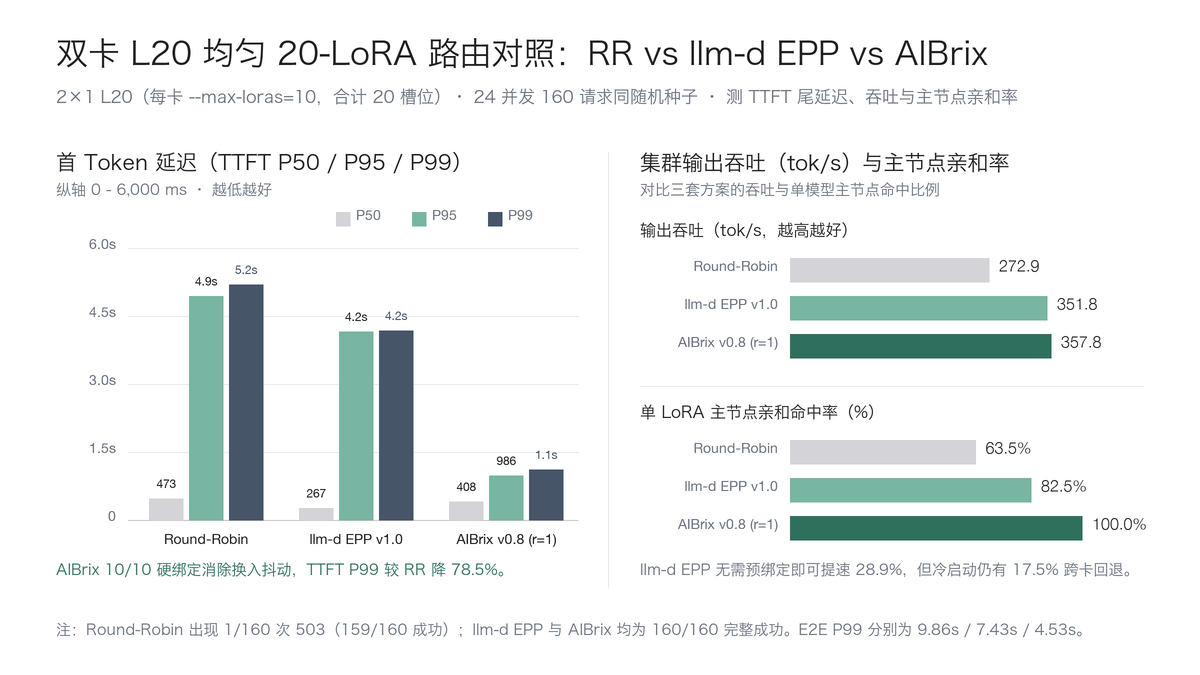 双卡 L20 均匀 20-LoRA 路由对照：RR vs llm-d EPP vs AIBrix
2×1 L20（每卡 --max-loras=10，合计 20 槽位）· 24 并发 160 请求同随机种子 · 测 TTFT 尾延迟、吞吐与主节点亲和率
首 Token 延迟（TTFT P50 / P95 / P99）
纵轴 0 - 6,000 ms · 越低越好
P50 P95 P99
6.0s
4.5s
3.0s
1.5s
0
473 4.9s 5.2s
267 4.2s 4.2s
408 986 1.1s
Round-Robin llm-d EPP v1.0 AIBrix v0.8 (r=1)
AIBrix 10/10 硬绑定消除换入抖动，TTFT P99 较 RR 降 78.5%。
集群输出吞吐（tok/s）与主节点亲和率
对比三套方案的吞吐与单模型主节点命中比例
输出吞吐（tok/s，越高越好）
Round-Robin 272.9
llm-d EPP v1.0 351.8
AIBrix v0.8 (r=1) 357.8
单 LoRA 主节点亲和命中率（%）
Round-Robin 63.5%
llm-d EPP v1.0 82.5%
AIBrix v0.8 (r=1) 100.0%
llm-d EPP 无需预绑定即可提速 28.9%，但冷启动仍有 17.5% 跨卡回退。
注：Round-Robin 出现 1/160 次 503（159/160 成功）；llm-d EPP 与 AIBrix 均为 160/160 完整成功。E2E P99 分别为 9.86s / 7.43s / 4.53s。